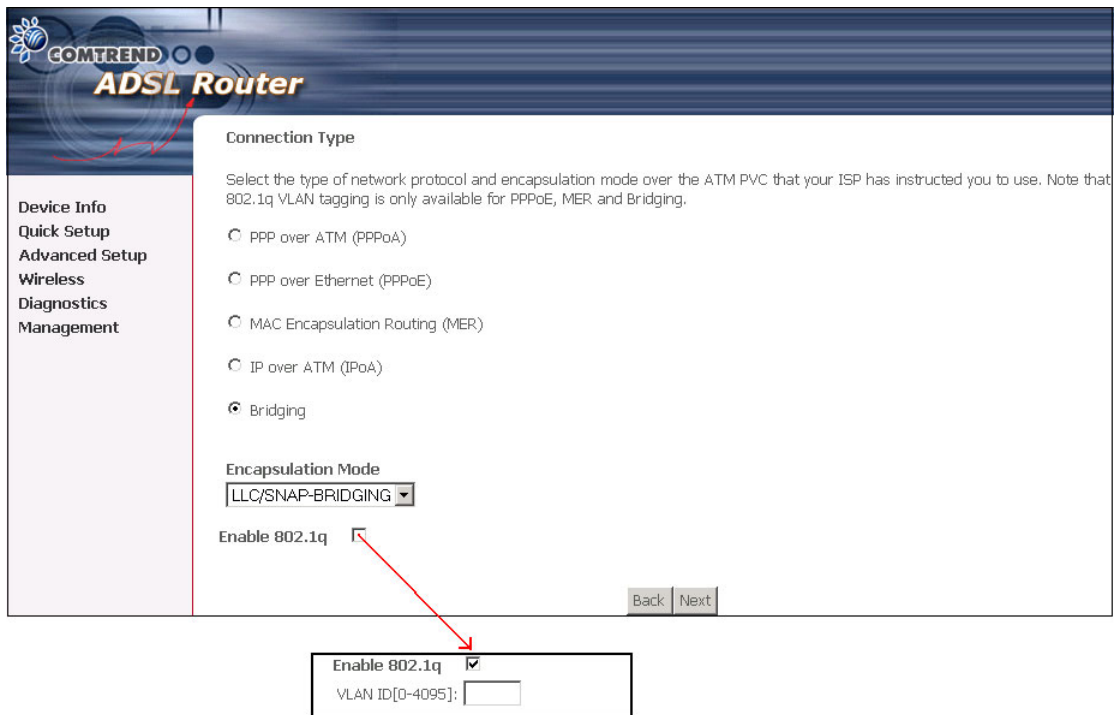 COMTREND
ADSL Router
Connection Type
Select the type of network protocol and encapsulation mode over the ATM PVC that your ISP has instructed you to use. Note that
802.1q VLAN tagging is only available for PPPoE, MER and Bridging.
Device Info
Quick Setup
Advanced Setup
Wireless
Diagnostics
Management
PPP over ATM (PPPoA)
PPP over Ethernet (PPPoE)
MAC Encapsulation Routing (MER)
IP over ATM (IPoA)
Bridging
Encapsulation Mode
LLC/SNAP-BRIDGING
Enable 802.1q
Back Next
Enable 802.1q
VLAN ID[0-4095]: